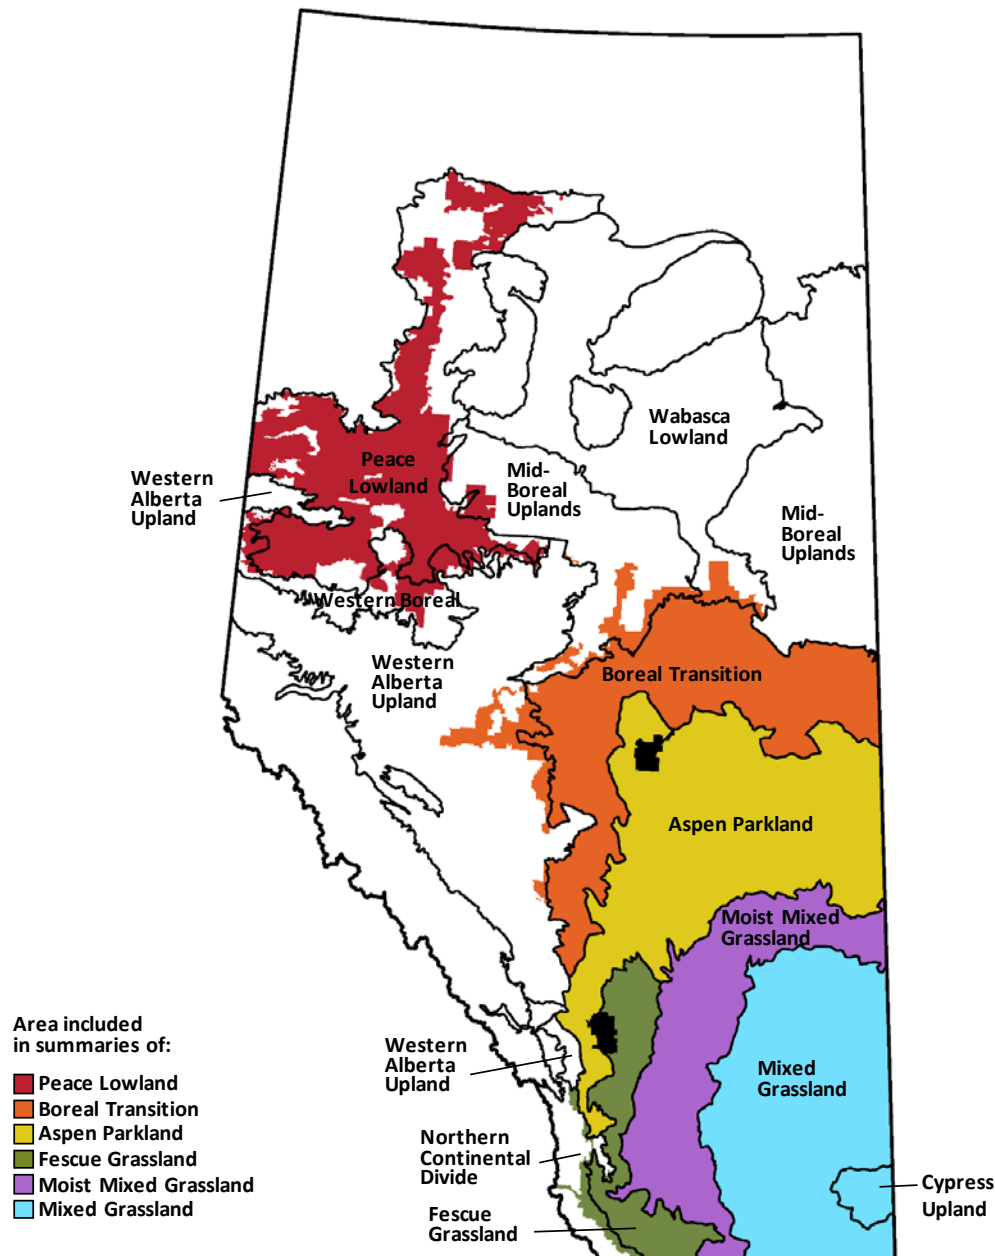 Wabasca
Lowland
Peace
Lowland
Western
Alberta
Upland
Mid-
Boreal
Uplands
Mid-
Boreal
Uplands
Western Boreal
Western
Alberta
Upland
Boreal Transition
Aspen Parkland
Moist Mixed
Grassland
Area included
in summaries of:
Peace Lowland
Boreal Transition
Aspen Parkland
Fescue Grassland
Moist Mixed Grassland
Mixed Grassland
Western
Alberta
Upland
Mixed
Grassland
Northern
Continental
Divide
Cypress
Upland
Fescue
Grassland